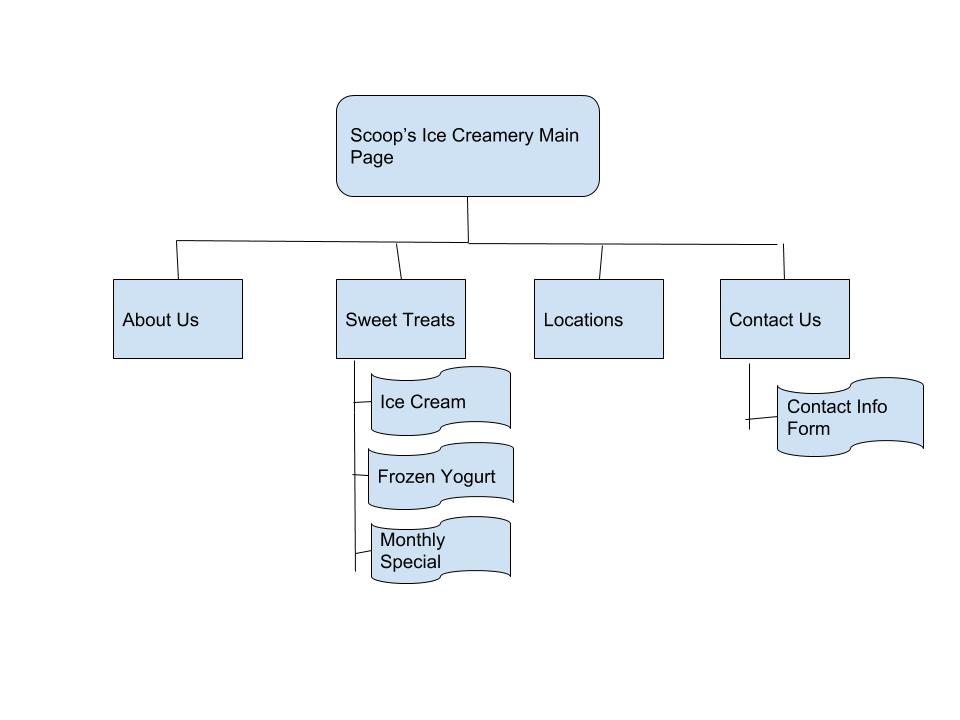 Scoop’s Ice Creamery Main
Page
About Us
Sweet Treats
Locations
Contact Us
Ice Cream
Frozen Yogurt
Monthly
Special
Contact Info
Form